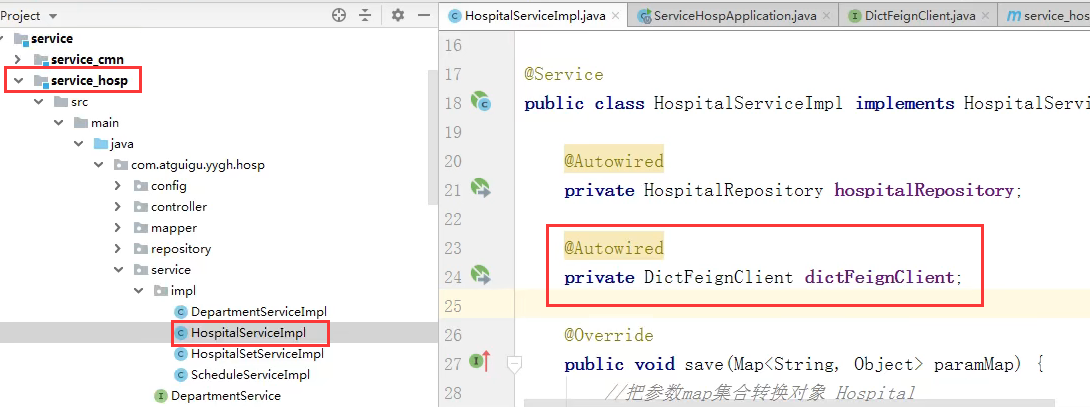 Project
service
service_cmn
service_hosp
src
main
java
com.atguigu.yygh.hosp
config
controller
mapper
repository
service
impl
DepartmentServiceImpl
HospitalServiceImpl
HospitalSetServiceImpl
ScheduleServiceImpl
DepartmentService
HospitalServiceImpl.java
ServiceHospApplication.java
DictFeignClient.java
service_hos
16
17 @Service
18 public class HospitalServiceImpl implements HospitalServi
19
20 @Autowired
21 private HospitalRepository hospitalRepository;
22
23 @Autowired
24 private DictFeignClient dictFeignClient;
25
26 @Override
27 public void save(Map<String, Object> paramMap) {
28 //把参数map集合转换对象 Hospital